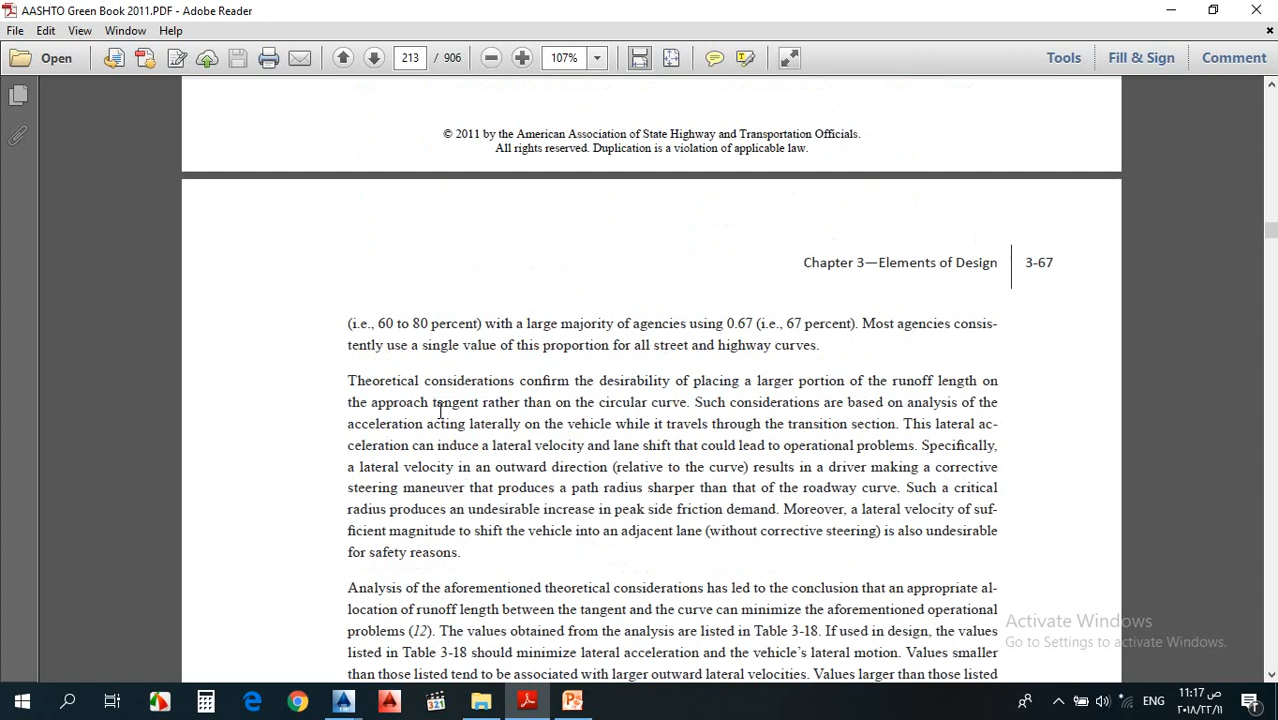 AASHTO Green Book 2011.PDF - Adobe Reader
File Edit View Window Help
Open 213 / 906 107% Tools Fill & Sign Comment
© 2011 by the American Association of State Highway and Transportation Officials.
All rights reserved. Duplication is a violation of applicable law.
Chapter 3—Elements of Design 3-67
(i.e., 60 to 80 percent) with a large majority of agencies using 0.67 (i.e., 67 percent). Most agencies consis-
tently use a single value of this proportion for all street and highway curves.
Theoretical considerations confirm the desirability of placing a larger portion of the runoff length on
the approach tangent rather than on the circular curve. Such considerations are based on analysis of the
acceleration acting laterally on the vehicle while it travels through the transition section. This lateral ac-
celeration can induce a lateral velocity and lane shift that could lead to operational problems. Specifically,
a lateral velocity in an outward direction (relative to the curve) results in a driver making a corrective
steering maneuver that produces a path radius sharper than that of the roadway curve. Such a critical
radius produces an undesirable increase in peak side friction demand. Moreover, a lateral velocity of suf-
ficient magnitude to shift the vehicle into an adjacent lane (without corrective steering) is also undesirable
for safety reasons.
Analysis of the aforementioned theoretical considerations has led to the conclusion that an appropriate al-
location of runoff length between the tangent and the curve can minimize the aforementioned operational
problems (12). The values obtained from the analysis are listed in Table 3-18. If used in design, the values
listed in Table 3-18 should minimize lateral acceleration and the vehicle's lateral motion. Values smaller
than those listed tend to be associated with larger outward lateral velocities. Values larger than those listed
Activate Windows
Go to Settings to activate Windows.
321
ENG
11:17 ص
٢٠١٨/٢٢/١١
1